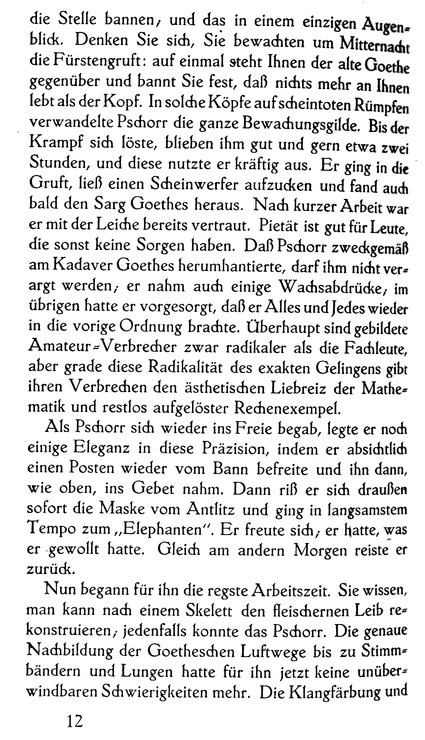 die Stelle bannen, und das in einem einzigen Augen-
blick. Denken Sie sich, Sie bewachten um Mitternacht
die Fürstengruft: auf einmal steht Ihnen der alte Goethe
gegenüber und bannt Sie fest, daß nichts mehr an Ihnen
lebt als der Kopf. In solche Köpfe auf scheintoten Rümpfen
verwandelte Pschorr die ganze Bewachungsgilde. Bis der
Krampf sich löste, blieben ihm gut und gern etwa zwei
Stunden, und diese nutzte er kräftig aus. Er ging in die
Gruft, ließ einen Scheinwerfer aufzucken und fand auch
bald den Sarg Goethes heraus. Nach kurzer Arbeit war
er mit der Leiche bereits vertraut. Pietät ist gut für Leute,
die sonst keine Sorgen haben. Daß Pschorr zweckgemäß
am Kadaver Goethes herumhantierte, darf ihm nicht ver-
argt werden, er nahm auch einige Wachsabdrücke, im
übrigen hatte er vorgesorgt, daß er Alles und Jedes wieder
in die vorige Ordnung brachte. Überhaupt sind gebildete
Amateur-Verbrecher zwar radikaler als die Fachleute,
aber grade diese Radikalität des exakten Gelingens gibt
ihren Verbrechen den ästhetischen Liebreiz der Mathe-
matik und restlos aufgelöster Rechenexempel.
Als Pschorr sich wieder ins Freie begab, legte er noch
einige Eleganz in diese Präzision, indem er absichtlich
einen Posten wieder vom Bann befreite und ihn dann,
wie oben, ins Gebet nahm. Dann riß er sich draußen
sofort die Maske vom Antlitz und ging in langsamstem
Tempo zum „Elephanten“. Er freute sich, er hatte, was
er gewollt hatte. Gleich am andern Morgen reiste er
zurück.
Nun begann für ihn die regste Arbeitszeit. Sie wissen,
man kann nach einem Skelett den fleischernen Leib re-
konstruieren, jedenfalls konnte das Pschorr. Die genaue
Nachbildung der Goetheschen Luftwege bis zu Stimm-
bändern und Lungen hatte für ihn jetzt keine unüber-
windbaren Schwierigkeiten mehr. Die Klangfärbung und
12